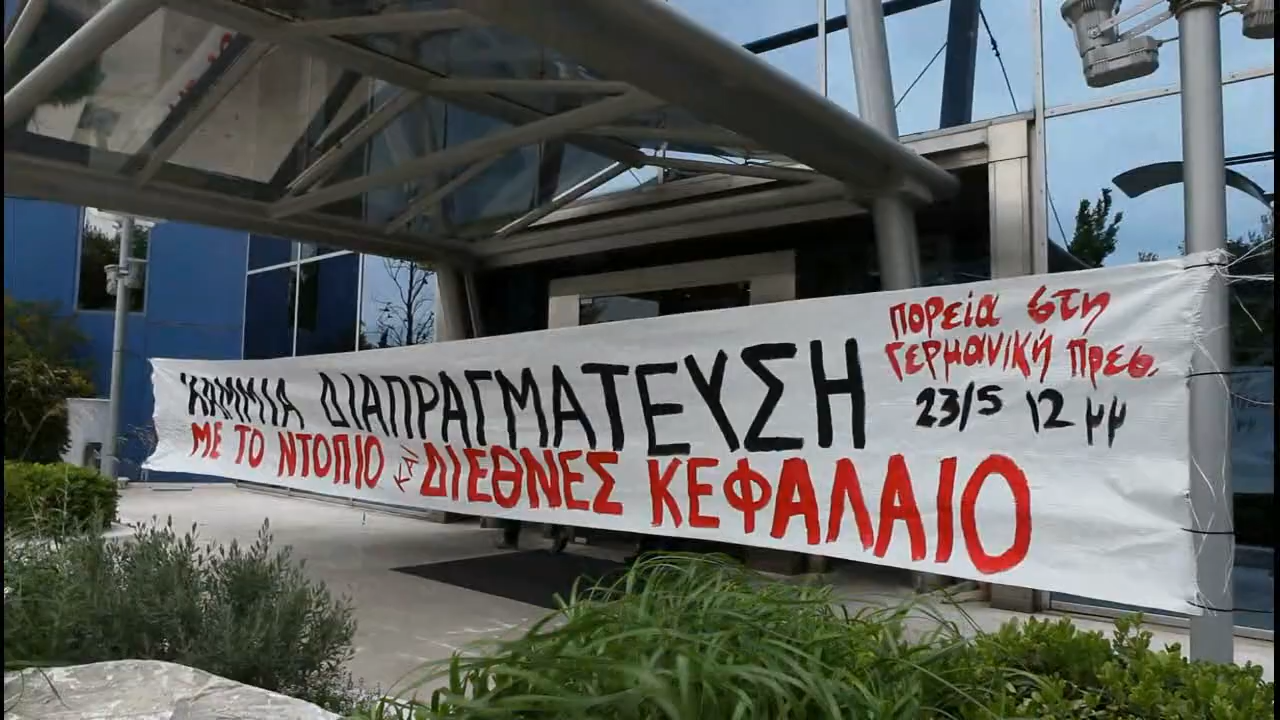 ΚΑΜΜΙΑ ΔΙΑΠΡΑΓΜΑΤΕΥΣΗ
ΜΕ ΤΟ ΝΤΟΠΙΟ ΚΑΙ ΔΙΕΘΝΕΣ ΚΕΦΑΛΑΙΟ
πορεία στη
γερμανική πρεσ.
23/5 12 μμ